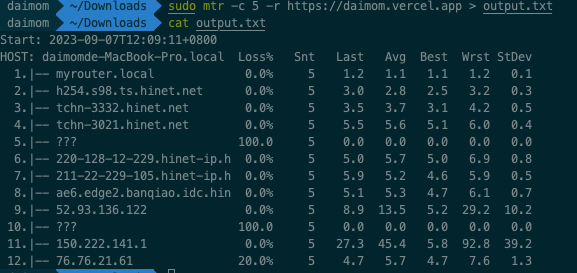 daimom ~/Downloads sudo mtr -c 5 -r https://daimom.vercel.app > output.txt
daimom ~/Downloads cat output.txt
Start: 2023-09-07T12:09:11+0800
HOST: daimomde-MacBook-Pro.local Loss% Snt Last Avg Best Wrst StDev
1.|-- myrouter.local 0.0% 5 1.2 1.1 1.1 1.2 0.1
2.|-- h254.s98.ts.hinet.net 0.0% 5 3.0 2.8 2.5 3.2 0.3
3.|-- tchn-3332.hinet.net 0.0% 5 3.5 3.7 3.1 4.2 0.5
4.|-- tchn-3021.hinet.net 0.0% 5 5.5 5.6 5.1 6.0 0.4
5.|-- ??? 100.0 5 0.0 0.0 0.0 0.0 0.0
6.|-- 220-128-12-229.hinet-ip.h 0.0% 5 5.0 5.7 5.0 6.9 0.8
7.|-- 211-22-229-105.hinet-ip.h 0.0% 5 5.9 5.2 4.6 5.9 0.5
8.|-- ae6.edge2.banqiao.idc.hin 0.0% 5 5.1 5.3 4.7 6.1 0.7
9.|-- 52.93.136.122 0.0% 5 8.9 13.5 5.2 29.2 10.2
10.|-- ??? 100.0 5 0.0 0.0 0.0 0.0 0.0
11.|-- 150.222.141.1 0.0% 5 27.3 45.4 5.8 92.8 39.2
12.|-- 76.76.21.61 20.0% 5 4.7 5.7 4.7 7.6 1.3